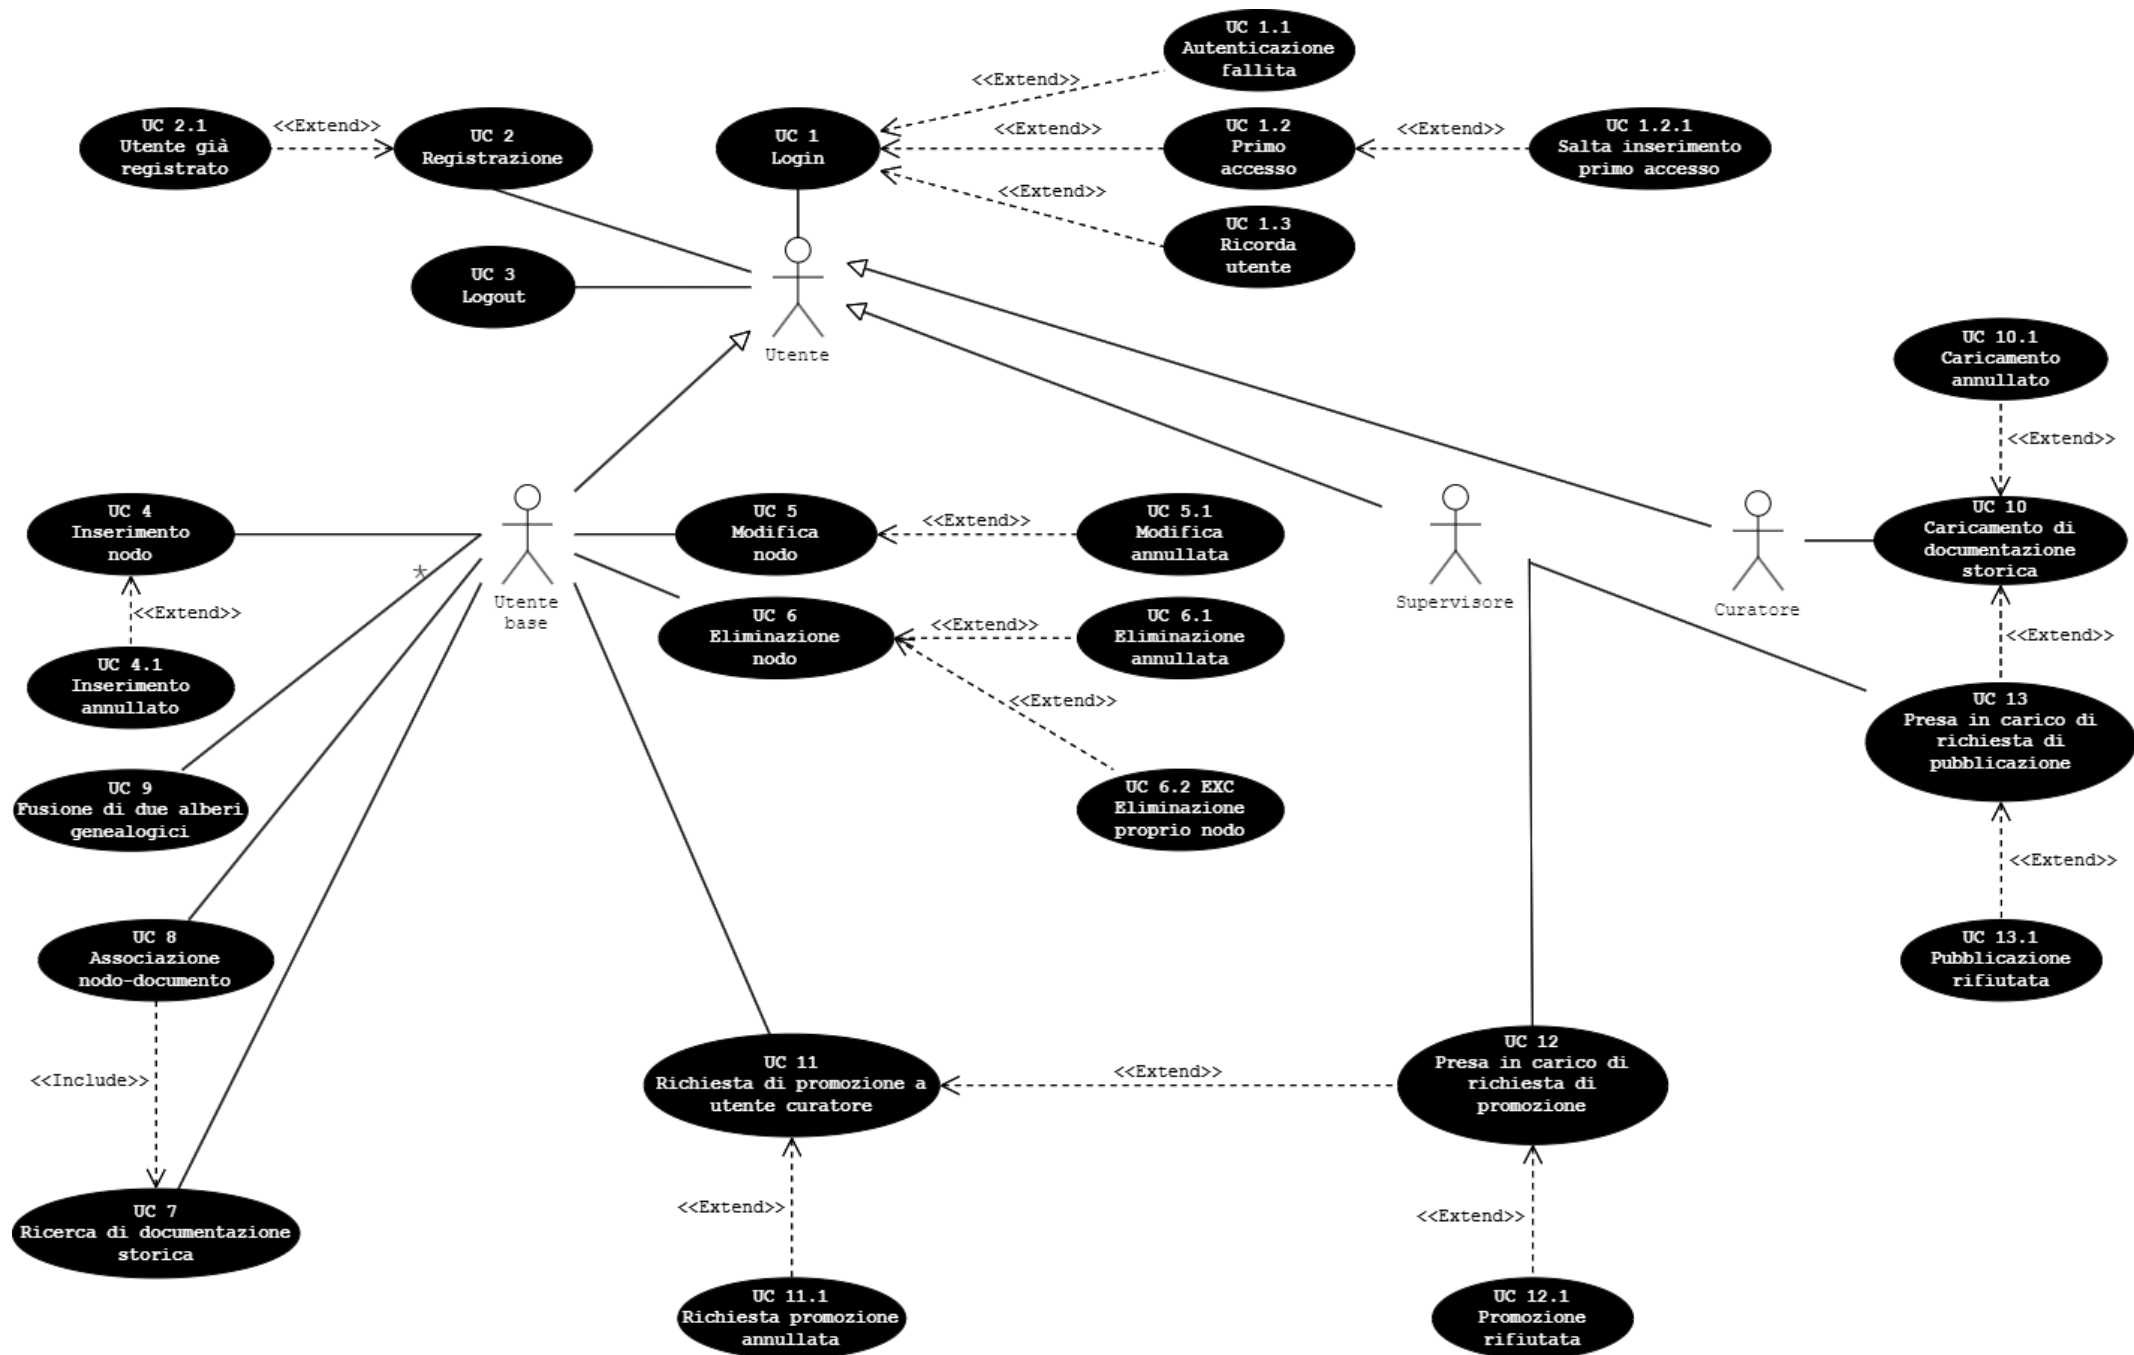 UC 1.1
Autenticazione
fallita
<<Extend>>
UC 2.1
Utente già
registrato
<<Extend>>
UC 2
Registrazione
UC 1
Login
<<Extend>>
UC 1.2
Primo
accesso
<<Extend>>
UC 1.2.1
Salta inserimento
primo accesso
<<Extend>>
UC 1.3
Ricorda
utente
UC 3
Logout
Utente
UC 10.1
Caricamento
annullato
<<Extend>>
UC 4
Inserimento
nodo
UC 5
Modifica
nodo
<<Extend>>
UC 5.1
Modifica
annullata
UC 10
Caricamento di
documentazione
storica
*
Utente
base
Supervisore
Curatore
<<Extend>>
UC 6
Eliminazione
nodo
<<Extend>>
UC 6.1
Eliminazione
annullata
<<Extend>>
UC 4.1
Inserimento
annullato
<<Extend>>
UC 13
Presa in carico di
richiesta di
pubblicazione
UC 9
Fusione di due alberi
genealogici
UC 6.2 EXC
Eliminazione
proprio nodo
<<Extend>>
UC 8
Associazione
nodo-documento
UC 13.1
Pubblicazione
rifiutata
<<Include>>
UC 11
Richiesta di promozione a
utente curatore
<<Extend>>
UC 12
Presa in carico di
richiesta di
promozione
UC 7
Ricerca di documentazione
storica
<<Extend>>
<<Extend>>
UC 11.1
Richiesta promozione
annullata
UC 12.1
Promozione
rifiutata